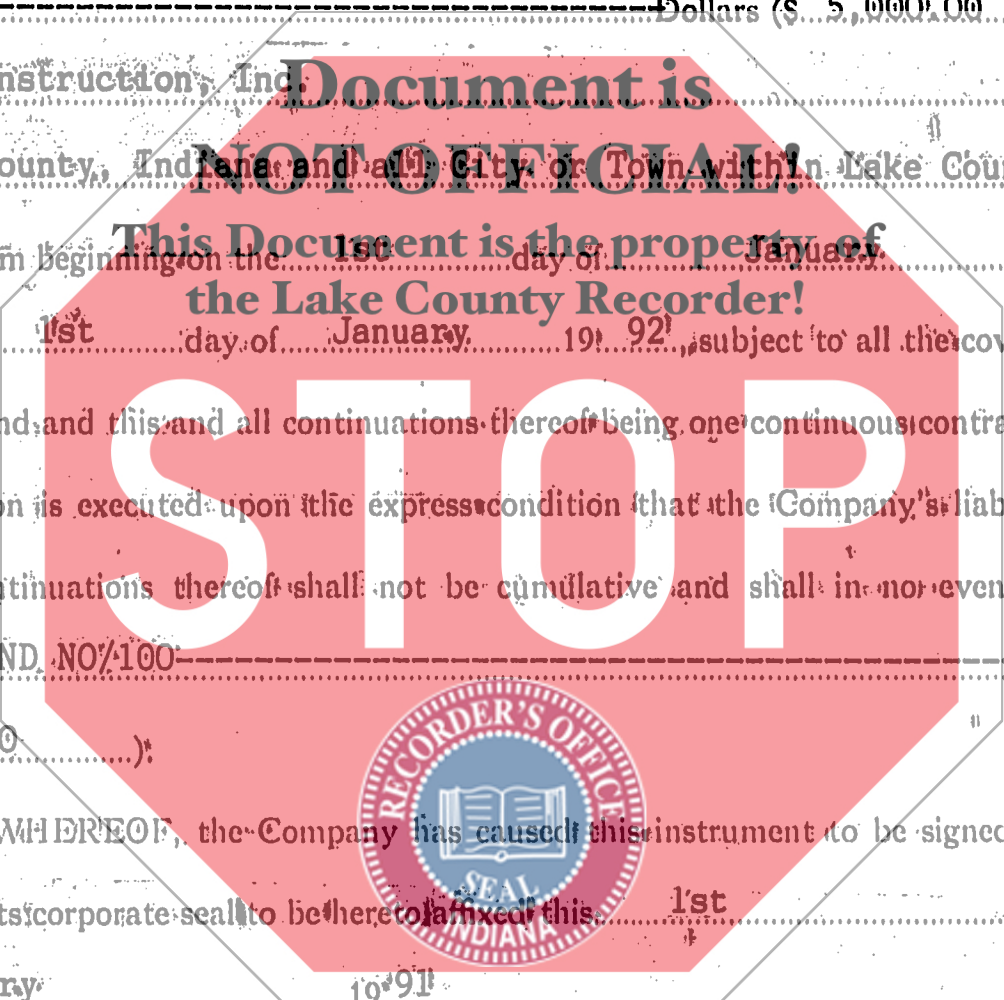 Dollars ($ 5,000.00
nstruction, Inc.
Document is
ounty, Indiana and all City or Town within Lake Cou
NOT OFFICIAL!
This Document is the property of
m beginning on the 1st day of January
the Lake County Recorder!
1st day of January 19 92, subject to all the cov
STOP
nd and this and all continuations thereof being one continuous contra
on is executed upon the express condition that the Company's liab
ntinuations thereof shall not be cumulative and shall in no even
ND NO/100
0 ).
RECORDER'S OFFICE
WHEREOF, the Company has caused this instrument to be signed
SEAL
ts corporate seal to be hereto affixed this 1st
INDIANA
ry 19 91